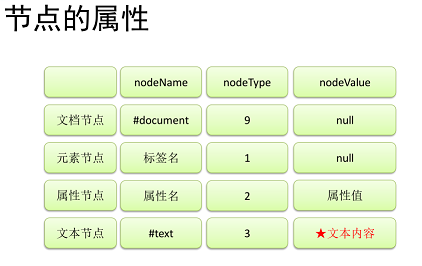 节点的属性
nodeName nodeType nodeValue
文档节点 #document 9 null
元素节点 标签名 1 null
属性节点 属性名 2 属性值
文本节点 #text 3 ★文本内容